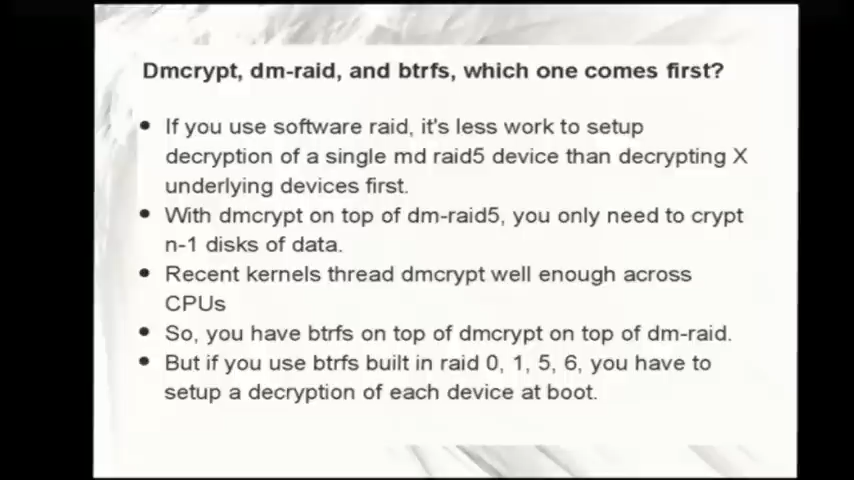 Dmcrypt, dm-raid, and btrfs, which one comes first?
• If you use software raid, it's less work to setup
decryption of a single md raid5 device than decrypting X
underlying devices first.
• With dmcrypt on top of dm-raid5, you only need to crypt
n-1 disks of data.
• Recent kernels thread dmcrypt well enough across
CPUs
• So, you have btrfs on top of dmcrypt on top of dm-raid.
• But if you use btrfs built in raid 0, 1, 5, 6, you have to
setup a decryption of each device at boot.